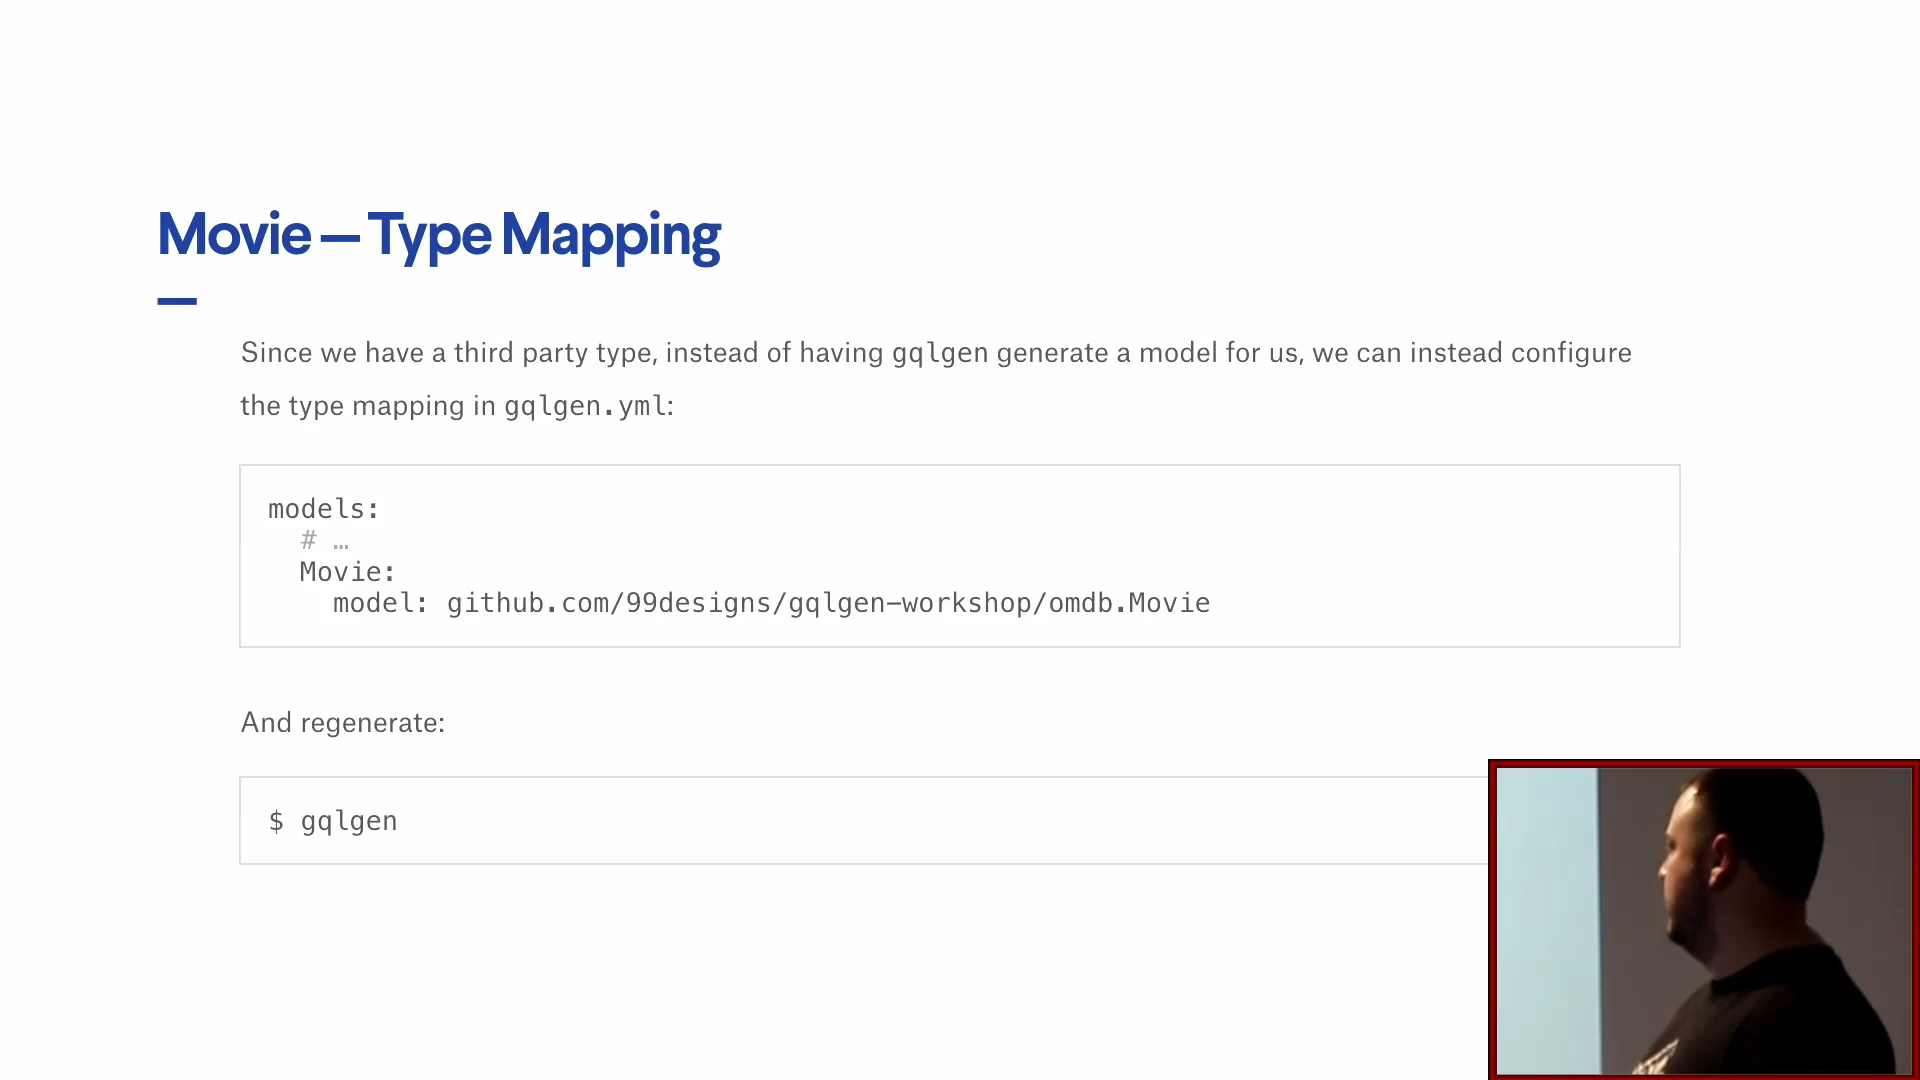 Movie — Type Mapping
—
Since we have a third party type, instead of having gqlgen generate a model for us, we can instead configure
the type mapping in gqlgen.yml:
models:
  # …
  Movie:
    model: github.com/99designs/gqlgen-workshop/omdb.Movie
And regenerate:
$ gqlgen